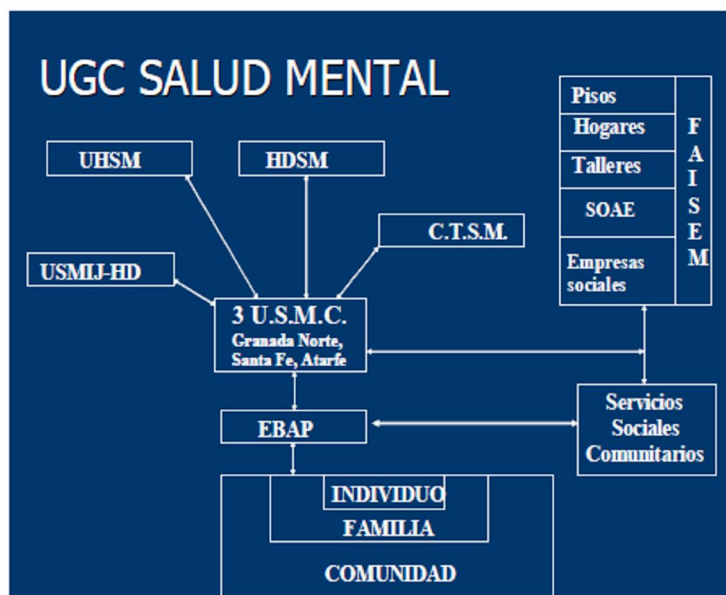 UGC SALUD MENTAL
UHSM
HDSM
C.T.S.M.
USMIJ-HD
3 U.S.M.C.
Granada Norte,
Santa Fe, Atarfe
EBAP
INDIVIDUO
FAMILIA
COMUNIDAD
Pisos
Hogares
Talleres
SOAE
Empresas
sociales
F
A
I
S
E
M
Servicios
Sociales
Comunitarios